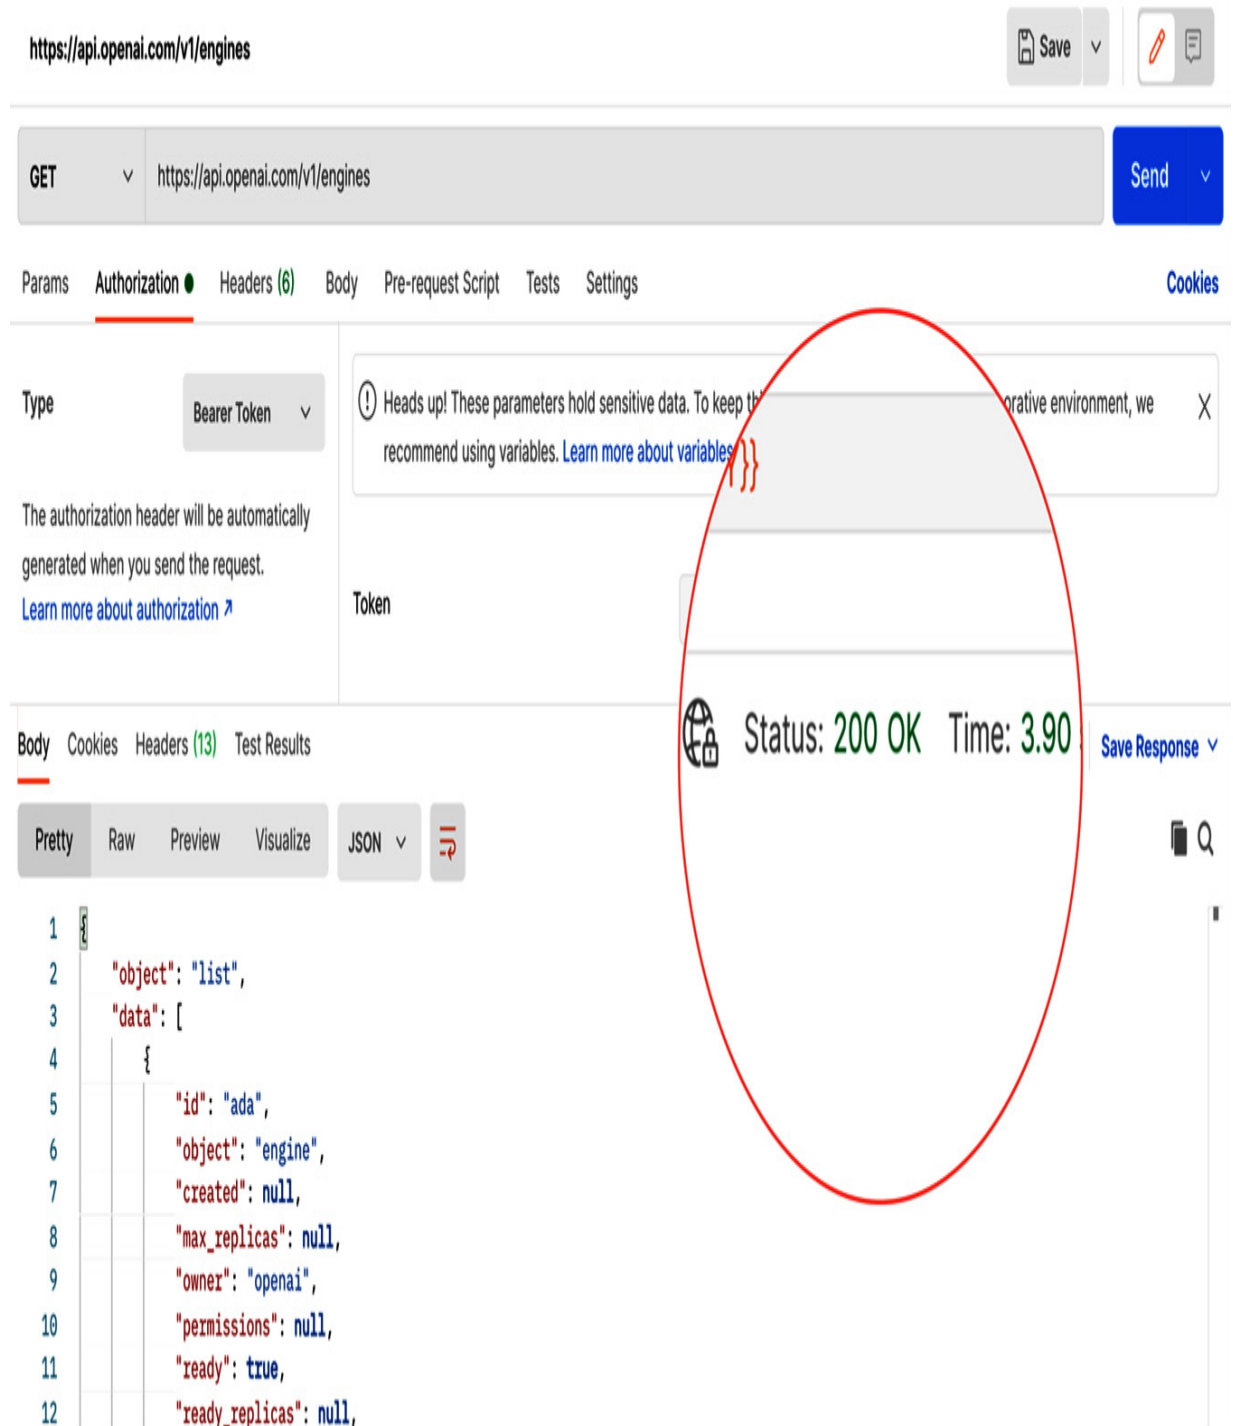 https://api.openai.com/v1/engines
Save
GET https://api.openai.com/v1/engines Send
Params Authorization Headers (6) Body Pre-request Script Tests Settings Cookies
Type Bearer Token
Heads up! These parameters hold sensitive data. To keep orative environment, we
recommend using variables. Learn more about variables
}}
The authorization header will be automatically
generated when you send the request.
Learn more about authorization ↗
Token
Body Cookies Headers (13) Test Results Status: 200 OK Time: 3.90 Save Response
Pretty Raw Preview Visualize JSON
1 {
2 "object": "list",
3 "data": [
4 {
5 "id": "ada",
6 "object": "engine",
7 "created": null,
8 "max_replicas": null,
9 "owner": "openai",
10 "permissions": null,
11 "ready": true,
12 "ready_replicas": null,